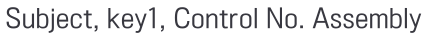 Subject, key1, Control No. Assembly